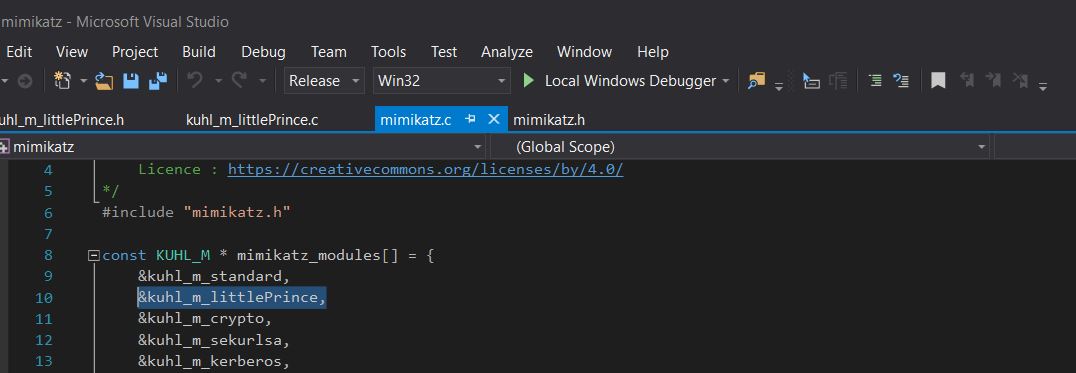 mimikatz - Microsoft Visual Studio
Edit View Project Build Debug Team Tools Test Analyze Window Help
Release Win32 Local Windows Debugger
uhl_m_littlePrince.h kuhl_m_littlePrince.c mimikatz.c mimikatz.h
mimikatz (Global Scope)
4 Licence : https://creativecommons.org/licenses/by/4.0/
5 */
6 #include "mimikatz.h"
7
8 const KUHL_M * mimikatz_modules[] = {
9 &kuhl_m_standard,
10 &kuhl_m_littlePrince,
11 &kuhl_m_crypto,
12 &kuhl_m_sekurlsa,
13 &kuhl_m_kerberos,